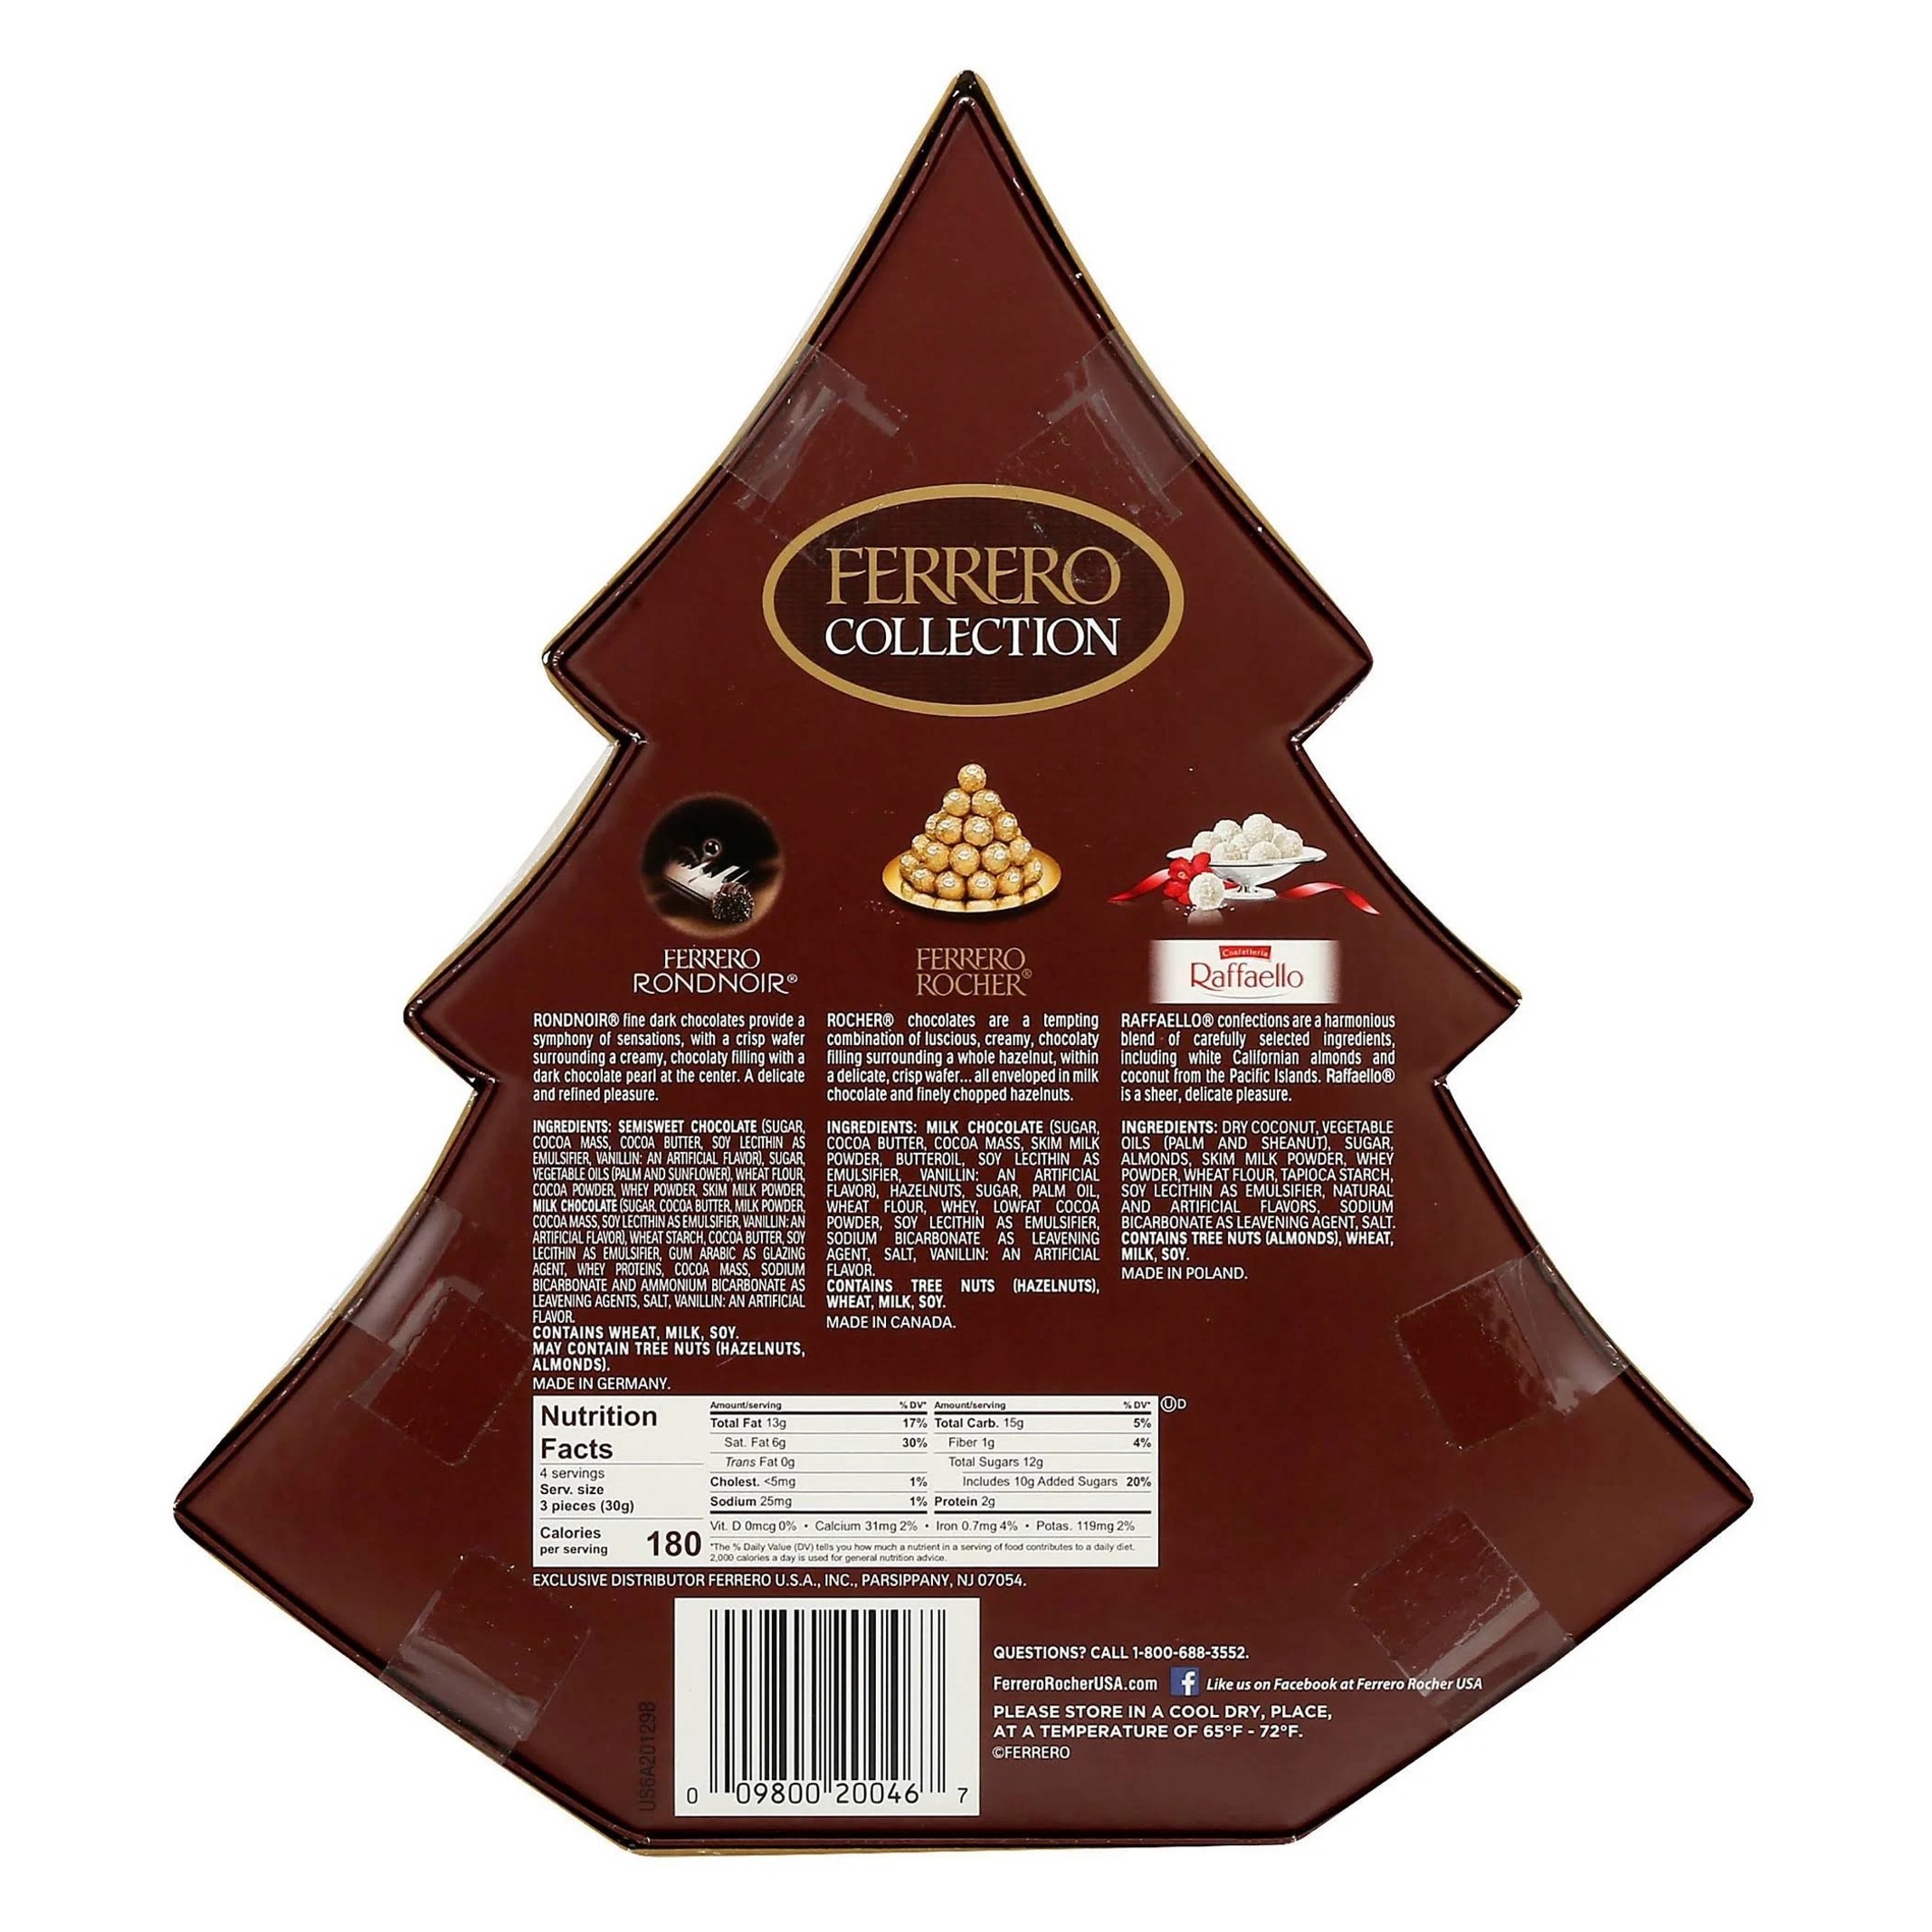 FERRERO
COLLECTION
FERRERO
RONDNOIR®
RONDNOIR® fine dark chocolates provide a
symphony of sensations, with a crisp wafer
surrounding a creamy, chocolaty filling with a
dark chocolate pearl at the center. A delicate
and refined pleasure.
INGREDIENTS: SEMISWEET CHOCOLATE (SUGAR,
COCOA MASS, COCOA BUTTER, SOY LECITHIN AS
EMULSIFIER, VANILLIN: AN ARTIFICIAL FLAVOR), SUGAR,
VEGETABLE OILS (PALM AND SUNFLOWER), WHEAT FLOUR,
COCOA POWDER, WHEY POWDER, SKIM MILK POWDER,
MILK CHOCOLATE (SUGAR, COCOA BUTTER, MILK POWDER,
COCOA MASS, SOY LECITHIN AS EMULSIFIER, VANILLIN: AN
ARTIFICIAL FLAVOR), WHEAT STARCH, COCOA BUTTER, SOY
LECITHIN AS EMULSIFIER, GUM ARABIC AS GLAZING
AGENT, WHEY PROTEINS, COCOA MASS, SODIUM
BICARBONATE AND AMMONIUM BICARBONATE AS
LEAVENING AGENTS, SALT, VANILLIN: AN ARTIFICIAL
FLAVOR.
CONTAINS WHEAT, MILK, SOY.
MAY CONTAIN TREE NUTS (HAZELNUTS,
ALMONDS).
MADE IN GERMANY.
FERRERO
ROCHER®
ROCHER® chocolates are a tempting
combination of luscious, creamy, chocolaty
filling surrounding a whole hazelnut, within
a delicate, crisp wafer... all enveloped in milk
chocolate and finely chopped hazelnuts.
INGREDIENTS: MILK CHOCOLATE (SUGAR,
COCOA BUTTER, COCOA MASS, SKIM MILK
POWDER, BUTTEROIL, SOY LECITHIN AS
EMULSIFIER, VANILLIN: AN ARTIFICIAL
FLAVOR), HAZELNUTS, SUGAR, PALM OIL,
WHEAT FLOUR, WHEY, LOWFAT COCOA
POWDER, SOY LECITHIN AS EMULSIFIER,
SODIUM BICARBONATE AS LEAVENING
AGENT, SALT, VANILLIN: AN ARTIFICIAL
FLAVOR.
CONTAINS TREE NUTS (HAZELNUTS),
WHEAT, MILK, SOY.
MADE IN CANADA.
Confetteria
Raffaello
RAFFAELLO® confections are a harmonious
blend of carefully selected ingredients,
including white Californian almonds and
coconut from the Pacific Islands. Raffaello®
is a sheer, delicate pleasure.
INGREDIENTS: DRY COCONUT, VEGETABLE
OILS (PALM AND SHEANUT), SUGAR,
ALMONDS, SKIM MILK POWDER, WHEY
POWDER, WHEAT FLOUR, TAPIOCA STARCH,
SOY LECITHIN AS EMULSIFIER, NATURAL
AND ARTIFICIAL FLAVORS, SODIUM
BICARBONATE AS LEAVENING AGENT, SALT.
CONTAINS TREE NUTS (ALMONDS), WHEAT,
MILK, SOY.
MADE IN POLAND.
Nutrition
Facts
4 servings
Serv. size
3 pieces (30g)
Calories
per serving 180
Amount/serving % DV*
Total Fat 13g 17%
Sat. Fat 6g 30%
Trans Fat 0g
Cholest. <5mg 1%
Sodium 25mg 1%
Amount/serving % DV*
Total Carb. 15g 5%
Fiber 1g 4%
Total Sugars 12g
Includes 10g Added Sugars 20%
Protein 2g
Vit. D 0mcg 0% • Calcium 31mg 2% • Iron 0.7mg 4% • Potas. 119mg 2%
*The % Daily Value (DV) tells you how much a nutrient in a serving of food contributes to a daily diet.
2,000 calories a day is used for general nutrition advice.
ⓊD
EXCLUSIVE DISTRIBUTOR FERRERO U.S.A., INC., PARSIPPANY, NJ 07054.
US6A20129B
0 09800 20046 7
QUESTIONS? CALL 1-800-688-3552.
FerreroRocherUSA.com f Like us on Facebook at Ferrero Rocher USA
PLEASE STORE IN A COOL DRY, PLACE,
AT A TEMPERATURE OF 65°F - 72°F.
©FERRERO